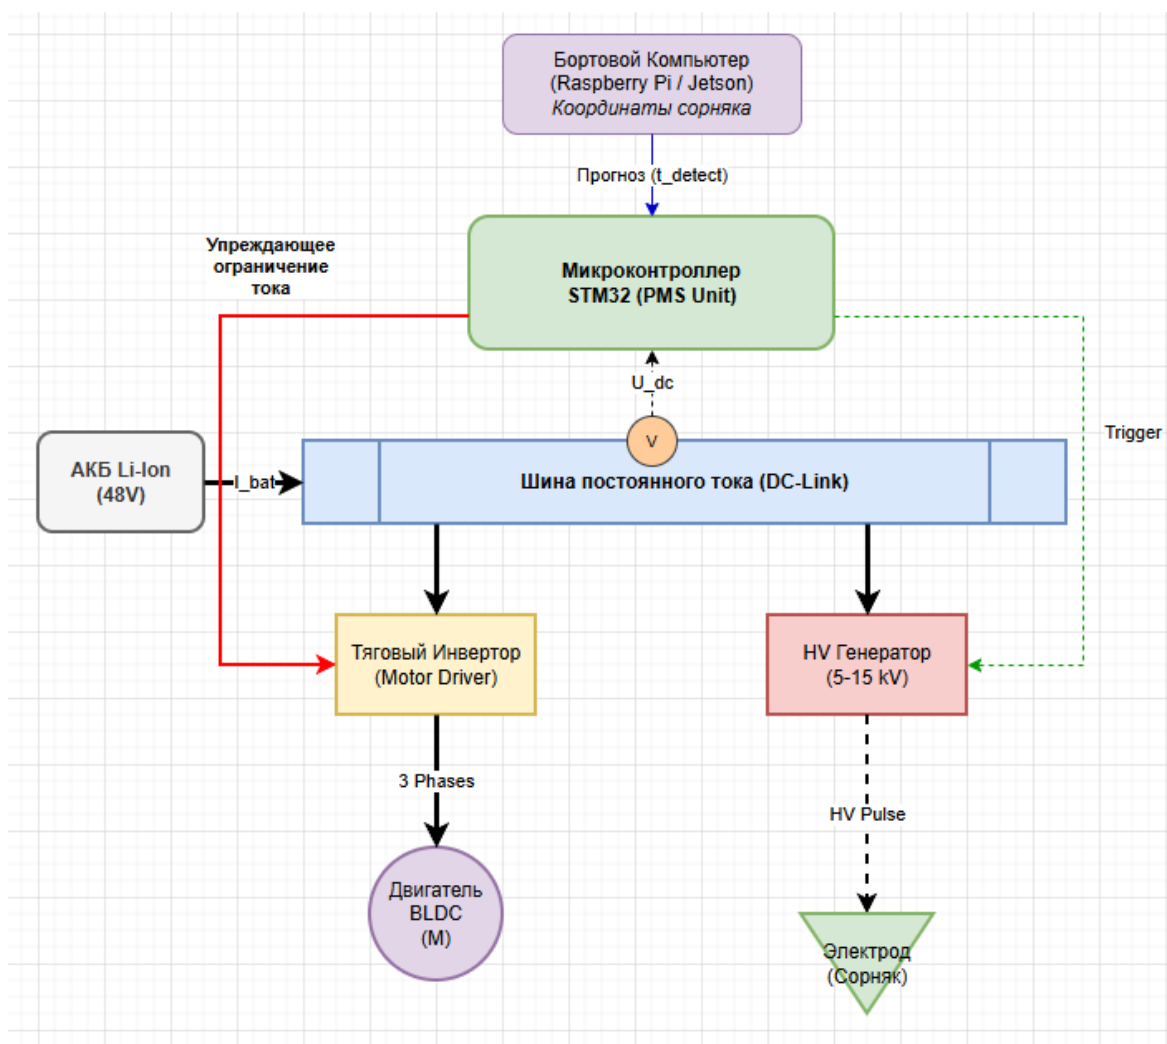 Бортовой Компьютер
(Raspberry Pi / Jetson)
Координаты сорняка
Прогноз (t_detect)
Упреждающее
ограничение
тока
Микроконтроллер
STM32 (PMS Unit)
U_dc
V
Trigger
АКБ Li-Ion
(48V)
I_bat
Шина постоянного тока (DC-Link)
Тяговый Инвертор
(Motor Driver)
HV Генератор
(5-15 kV)
3 Phases
HV Pulse
Двигатель
BLDC
(M)
Электрод
(Сорняк)